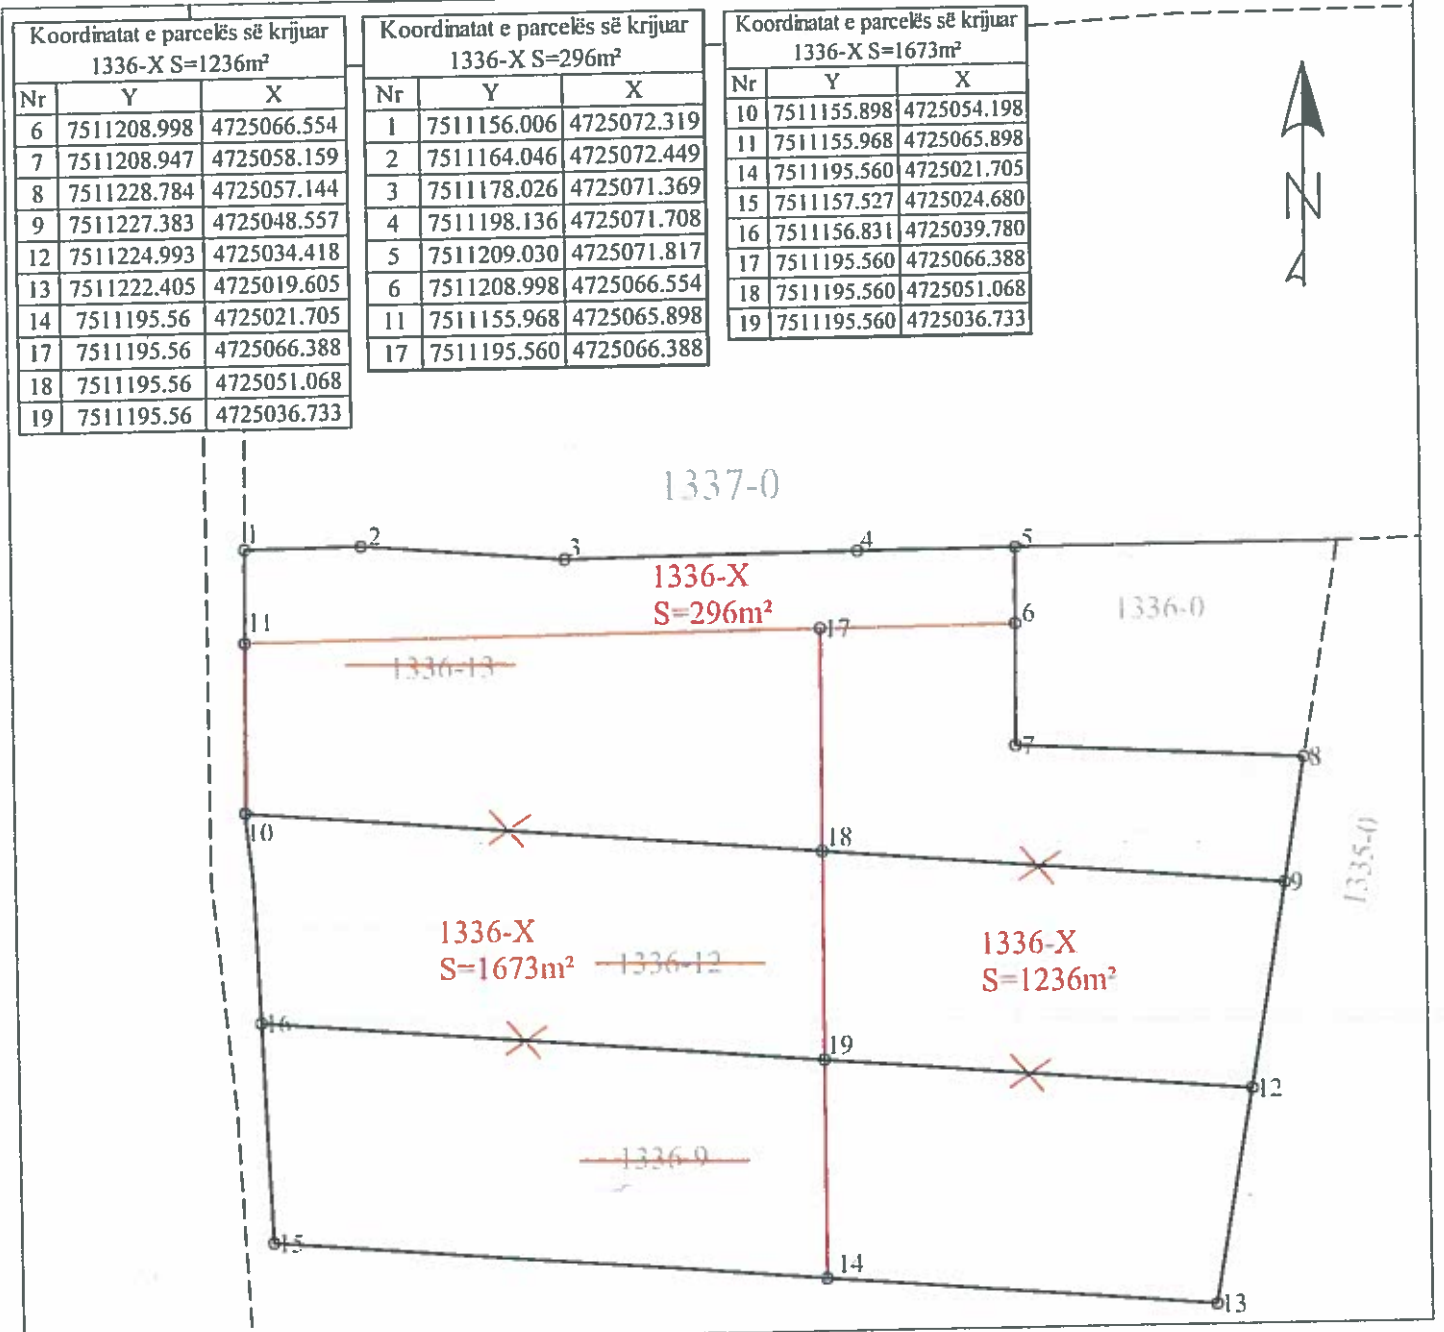 Koordinatat e parcelës së krijuar
1336-X S=1236m²
Nr Y X
6 7511208.998 4725066.554
7 7511208.947 4725058.159
8 7511228.784 4725057.144
9 7511227.383 4725048.557
12 7511224.993 4725034.418
13 7511222.405 4725019.605
14 7511195.56 4725021.705
17 7511195.56 4725066.388
18 7511195.56 4725051.068
19 7511195.56 4725036.733
Koordinatat e parcelës së krijuar
1336-X S=296m²
Nr Y X
1 7511156.006 4725072.319
2 7511164.046 4725072.449
3 7511178.026 4725071.369
4 7511198.136 4725071.708
5 7511209.030 4725071.817
6 7511208.998 4725066.554
11 7511155.968 4725065.898
17 7511195.560 4725066.388
Koordinatat e parcelës së krijuar
1336-X S=1673m²
Nr Y X
10 7511155.898 4725054.198
11 7511155.968 4725065.898
14 7511195.560 4725021.705
15 7511157.527 4725024.680
16 7511156.831 4725039.780
17 7511195.560 4725066.388
18 7511195.560 4725051.068
19 7511195.560 4725036.733
N
1337-0
1 2 3 4 5
1336-X
S=296m²
1336-0
11 17 6
1336-13
7 8
10 18 9
1335-0
1336-X
S=1673m²
1336-12
1336-X
S=1236m²
16 19 12
1336-9
15 14 13